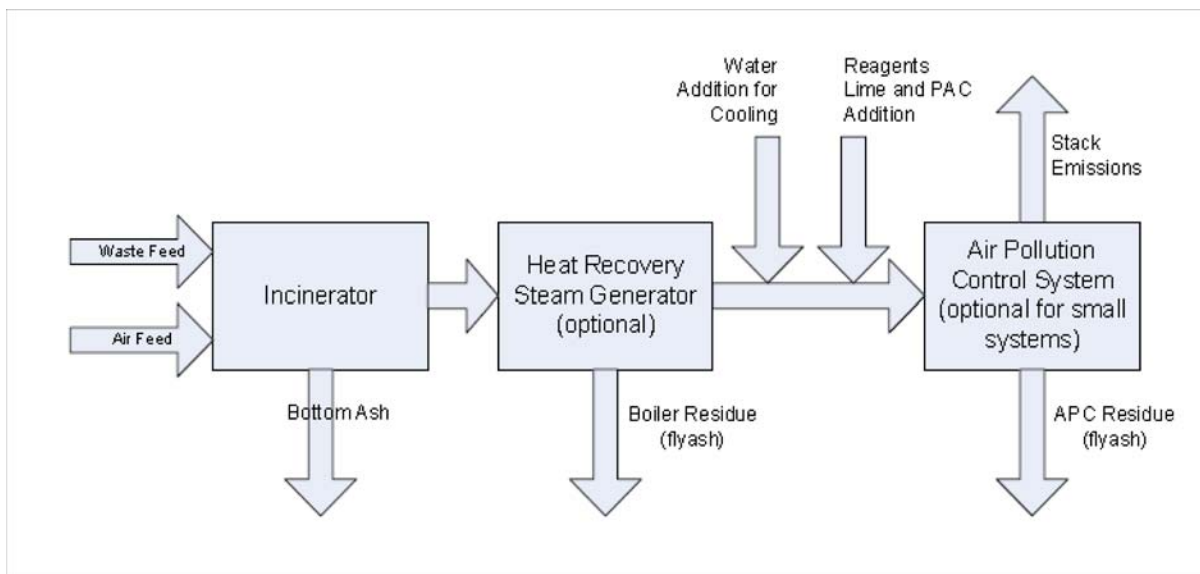 Water
Addition for
Cooling
Reagents
Lime and PAC
Addition
Stack
Emissions
Waste Feed
Air Feed
Incinerator
Heat Recovery
Steam Generator
(optional)
Air Pollution
Control System
(optional for small
systems)
Bottom Ash
Boiler Residue
(flyash)
APC Residue
(flyash)